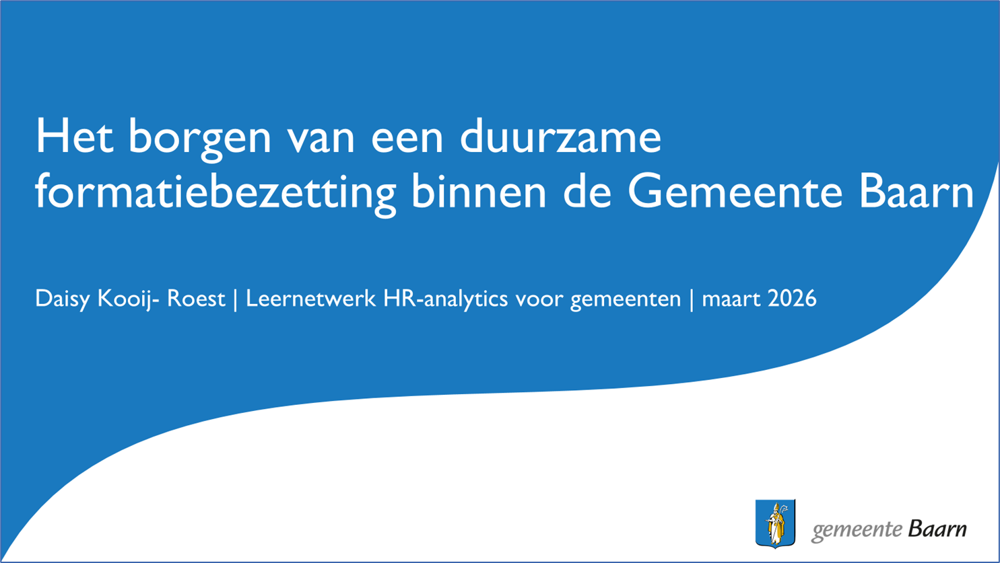 Het borgen van een duurzame
formatiebezetting binnen de Gemeente Baarn
Daisy Kooij- Roest | Leernetwerk HR-analytics voor gemeenten | maart 2026
gemeente Baarn